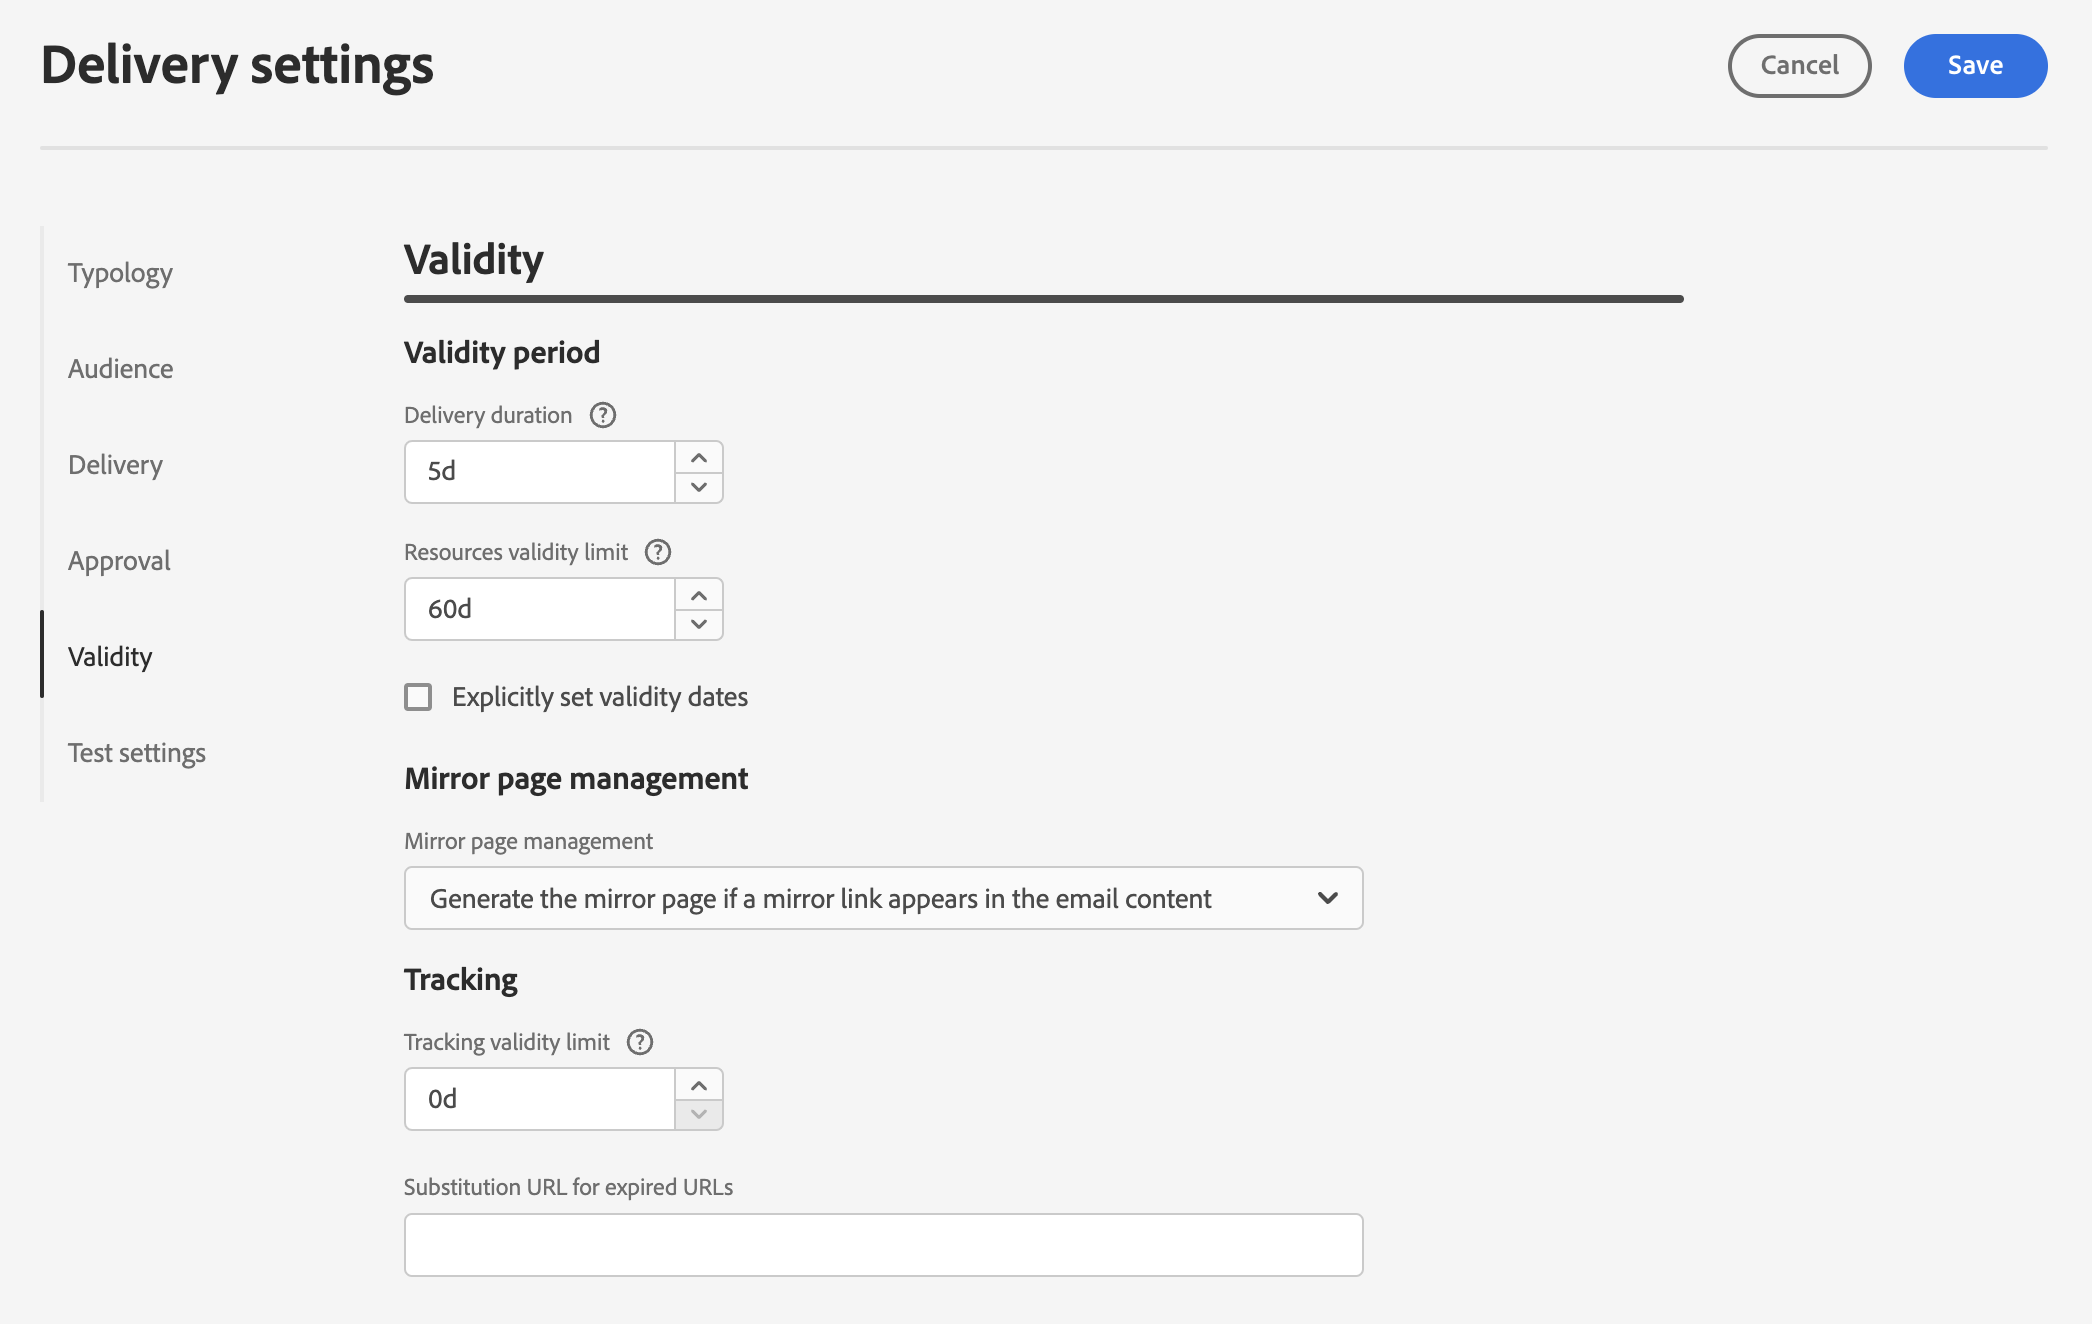 Delivery settings
Cancel
Save
Typology
Audience
Delivery
Approval
Validity
Test settings
Validity
Validity period
Delivery duration
5d
Resources validity limit
60d
Explicitly set validity dates
Mirror page management
Mirror page management
Generate the mirror page if a mirror link appears in the email content
Tracking
Tracking validity limit
0d
Substitution URL for expired URLs